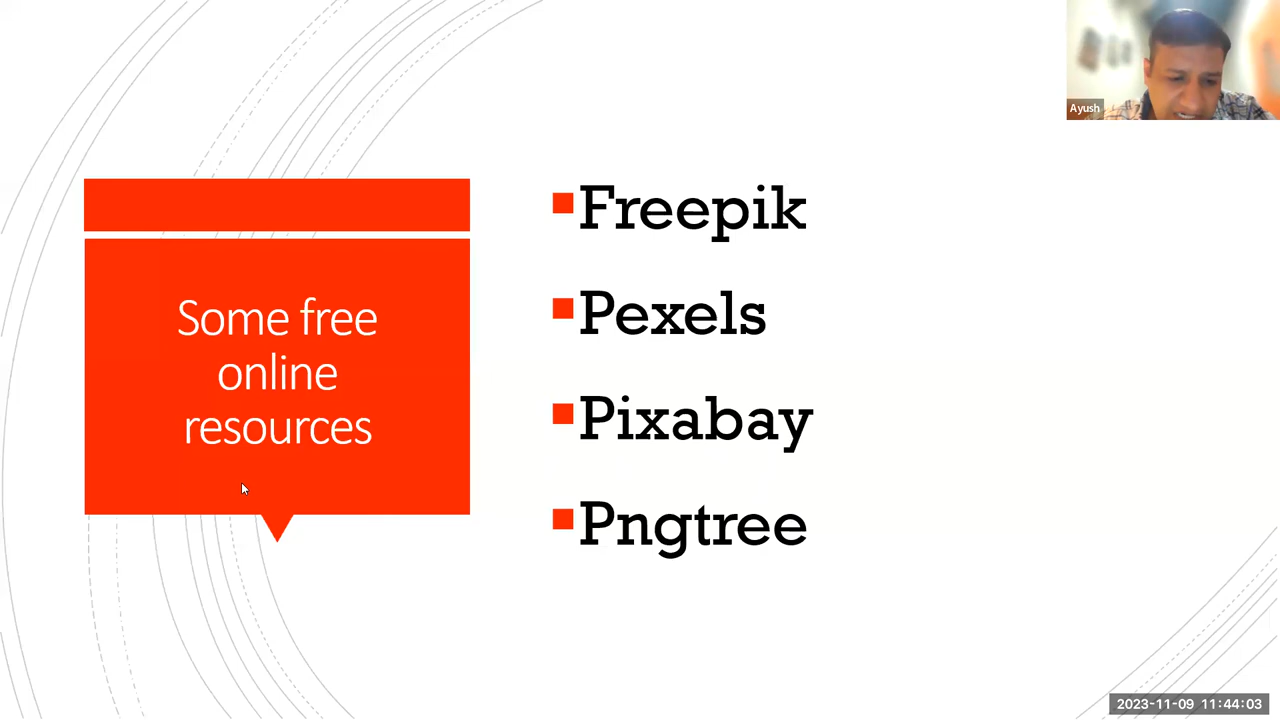 Ayush
Some free
online
resources
Freepik
Pexels
Pixabay
Pngtree
2023-11-09 11:44:03